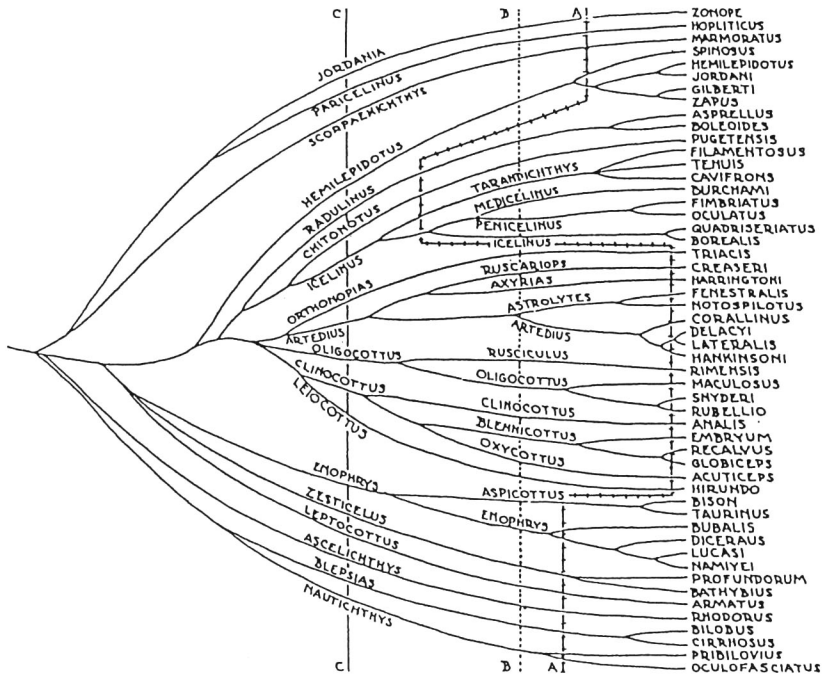 C
B
A
ZONOPE
HOPLITICUS
MARMORATUS
SPINOSUS
HEMILEPIDOTUS
JORDANI
GILBERTI
ZAPUS
ASPRELLUS
BOLEOIDES
PUGETENSIS
FILAMENTOSUS
TENUIS
CAVIFRONS
BURCHAMI
FIMBRIATUS
OCULATUS
QUADRISERIATUS
BOREALIS
TRIACIS
CREASERI
HARRINGTONI
FENESTRALIS
NOTOSPILOTUS
CORALLINUS
DELACYI
LATERALIS
HANKINSONI
RIMENSIS
MACULOSUS
SNYDERI
RUBELLIO
ANALIS
EMBRYUM
RECALVUS
GLOBICEPS
ACUTICEPS
HIRUNDO
BISON
TAURINUS
BUBALIS
DICERAUS
LUCASI
NAMIYEI
PROFUNDORUM
BATHYBIUS
ARMATUS
RHODORUS
BILOBUS
CIRRHOSUS
PRIBILOVIUS
OCULOFASCIATUS
JORDANIA
PARICELINUS
SCORPAENICHTHYS
HEMILEPIDOTUS
RADULINUS
CHITONOTUS
ICELINUS
TARANDICHTHYS
MEDICELINUS
PENICELINUS
ICELINUS
ORTHONOPIAS
RUSCARIOPS
AXYRIAS
ASTROLYTES
ARTEDIUS
ARTEDIUS
OLIGOCOTTUS
RUSCICULUS
OLIGOCOTTUS
CLINOCOTTUS
CLINOCOTTUS
BLENNICOTTUS
OXYCOTTUS
LEIOCOTTUS
ENOPHRYS
ASPICOTTUS
ENOPHRYS
ZESTICELUS
LEPTOCOTTUS
ASCELICHTHYS
BLEPSIAS
NAUTICHTHYS
C
B
A